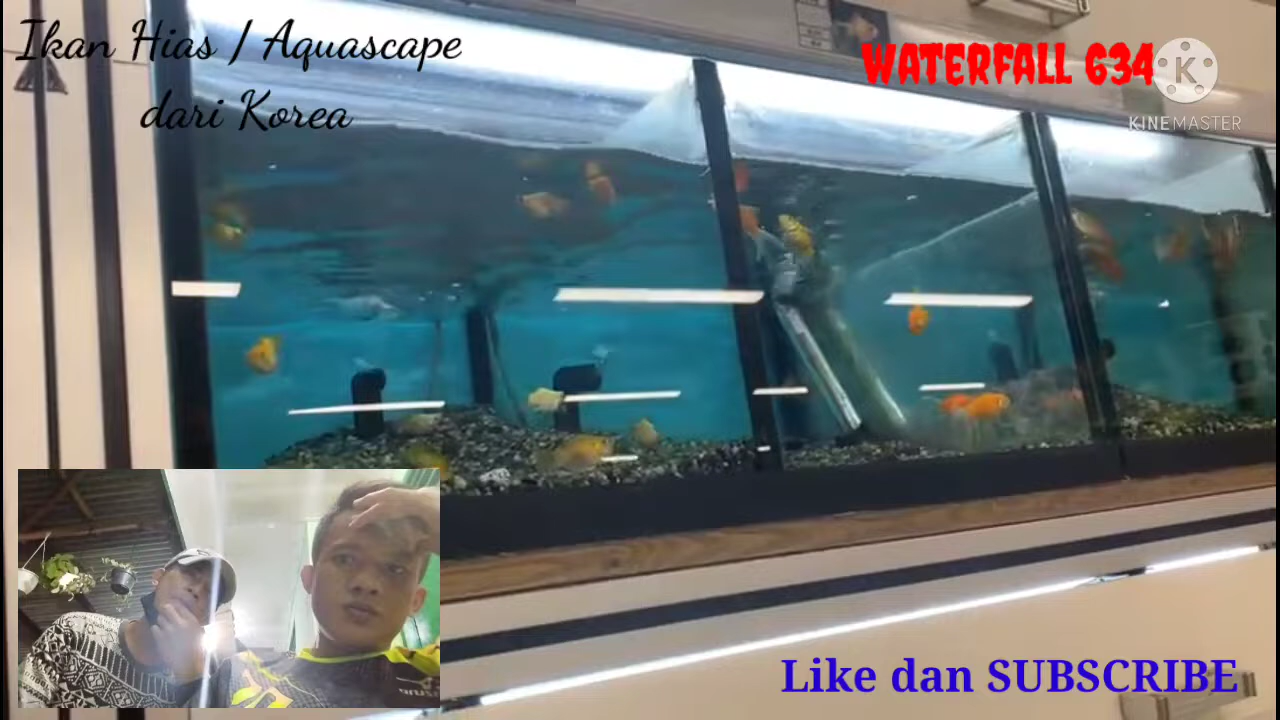 Ikan Hias / Aquascape
dari Korea
WATERFALL 634
K
KINEMASTER
Like dan SUBSCRIBE